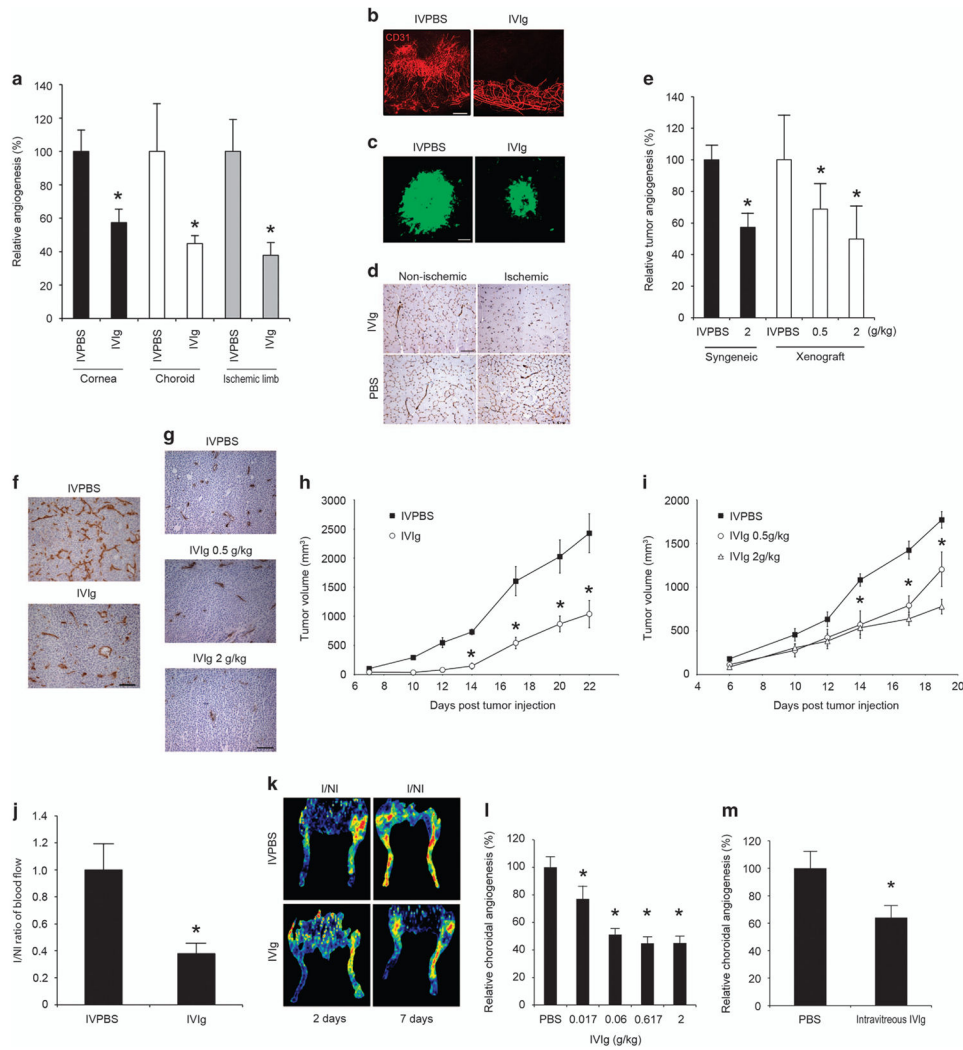 a
Relative angiogenesis (%)
140
120
100
80
60
40
20
0
*
*
*
IVPBS
IVIg
IVPBS
IVIg
IVPBS
IVIg
Cornea
Choroid
Ischemic limb
b
IVPBS
IVIg
CD31
c
IVPBS
IVIg
d
Non-ischemic
Ischemic
IVIg
PBS
e
Relative tumor angiogenesis (%)
140
120
100
80
60
40
20
0
*
*
*
IVPBS 2 IVPBS 0.5 2 (g/kg)
Syngeneic
Xenograft
f
IVPBS
IVIg
g
IVPBS
IVIg 0.5 g/kg
IVIg 2 g/kg
h
Tumor volume (mm³)
3000
2500
2000
1500
1000
500
0
IVPBS
IVIg
*
*
*
*
6 8 10 12 14 16 18 20 22
Days post tumor injection
i
Tumor volume (mm³)
2000
1500
1000
500
0
IVPBS
IVIg 0.5g/kg
IVIg 2g/kg
*
*
*
4 6 8 10 12 14 16 18 20
Days post tumor injection
j
I/NI ratio of blood flow
1.4
1.2
1.0
0.8
0.6
0.4
0.2
0
*
IVPBS
IVIg
k
I/NI
I/NI
IVPBS
IVIg
2 days
7 days
l
Relative choroidal angiogenesis (%)
120
100
80
60
40
20
0
*
*
*
*
PBS 0.017 0.06 0.617 2
IVIg (g/kg)
m
Relative choroidal angiogenesis (%)
120
100
80
60
40
20
0
*
PBS
Intravitreous IVIg